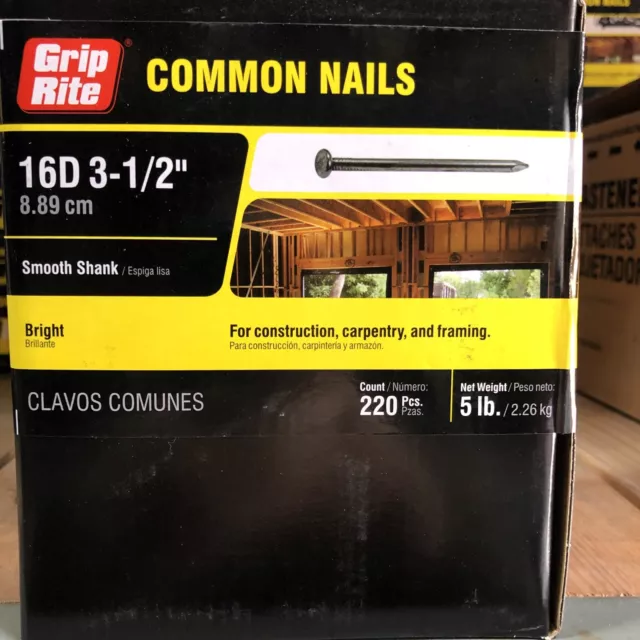 Grip
Rite®
COMMON NAILS
16D 3-1/2"
8.89 cm
Smooth Shank / Espiga lisa
Bright
Brillante
For construction, carpentry, and framing.
Para construcción, carpintería y armazón.
CLAVOS COMUNES
Count / Número:
220 Pcs.
Pzas.
Net Weight / Peso neto:
5 lb. / 2.26 kg